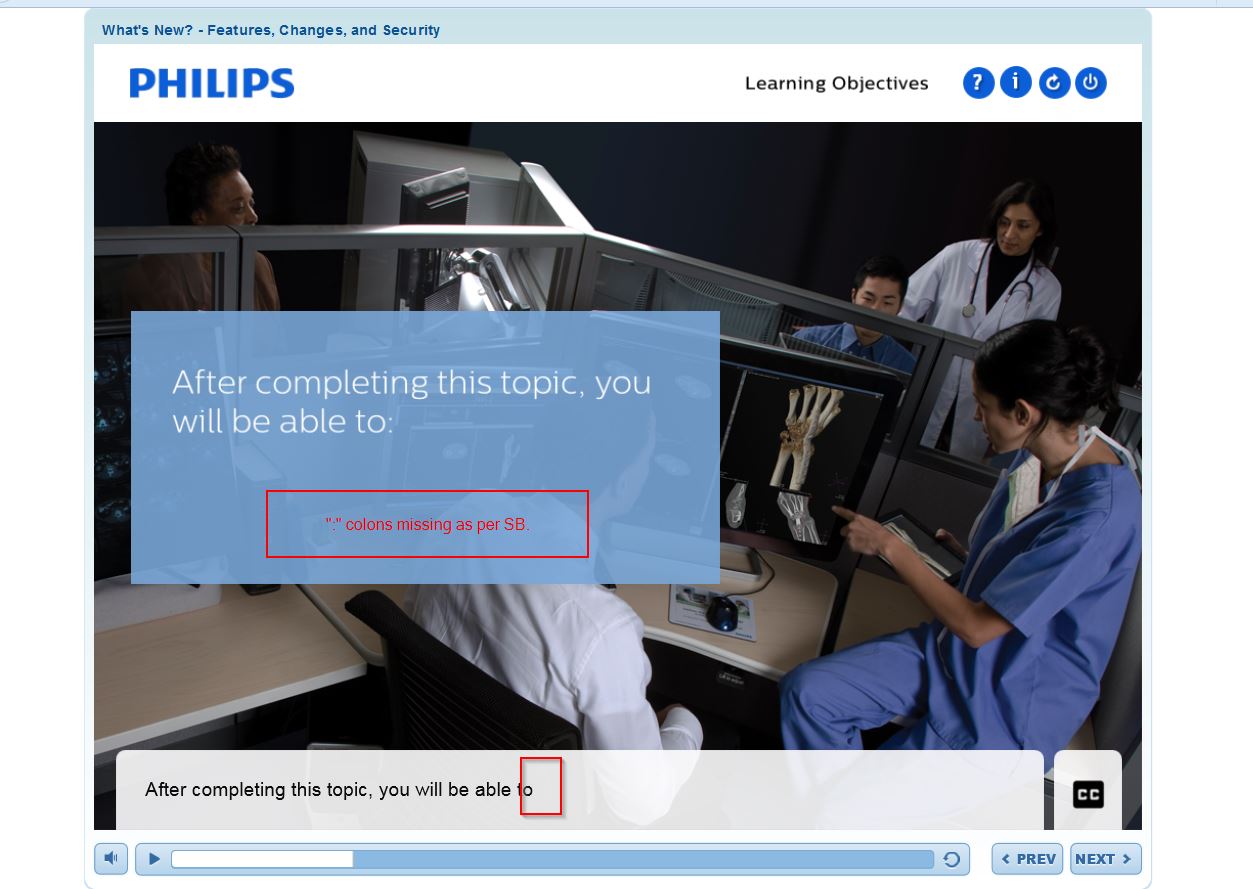 What's New? - Features, Changes, and Security
PHILIPS
Learning Objectives
? i
After completing this topic, you
will be able to:
":" colons missing as per SB.
After completing this topic, you will be able to
CC
PREV
NEXT